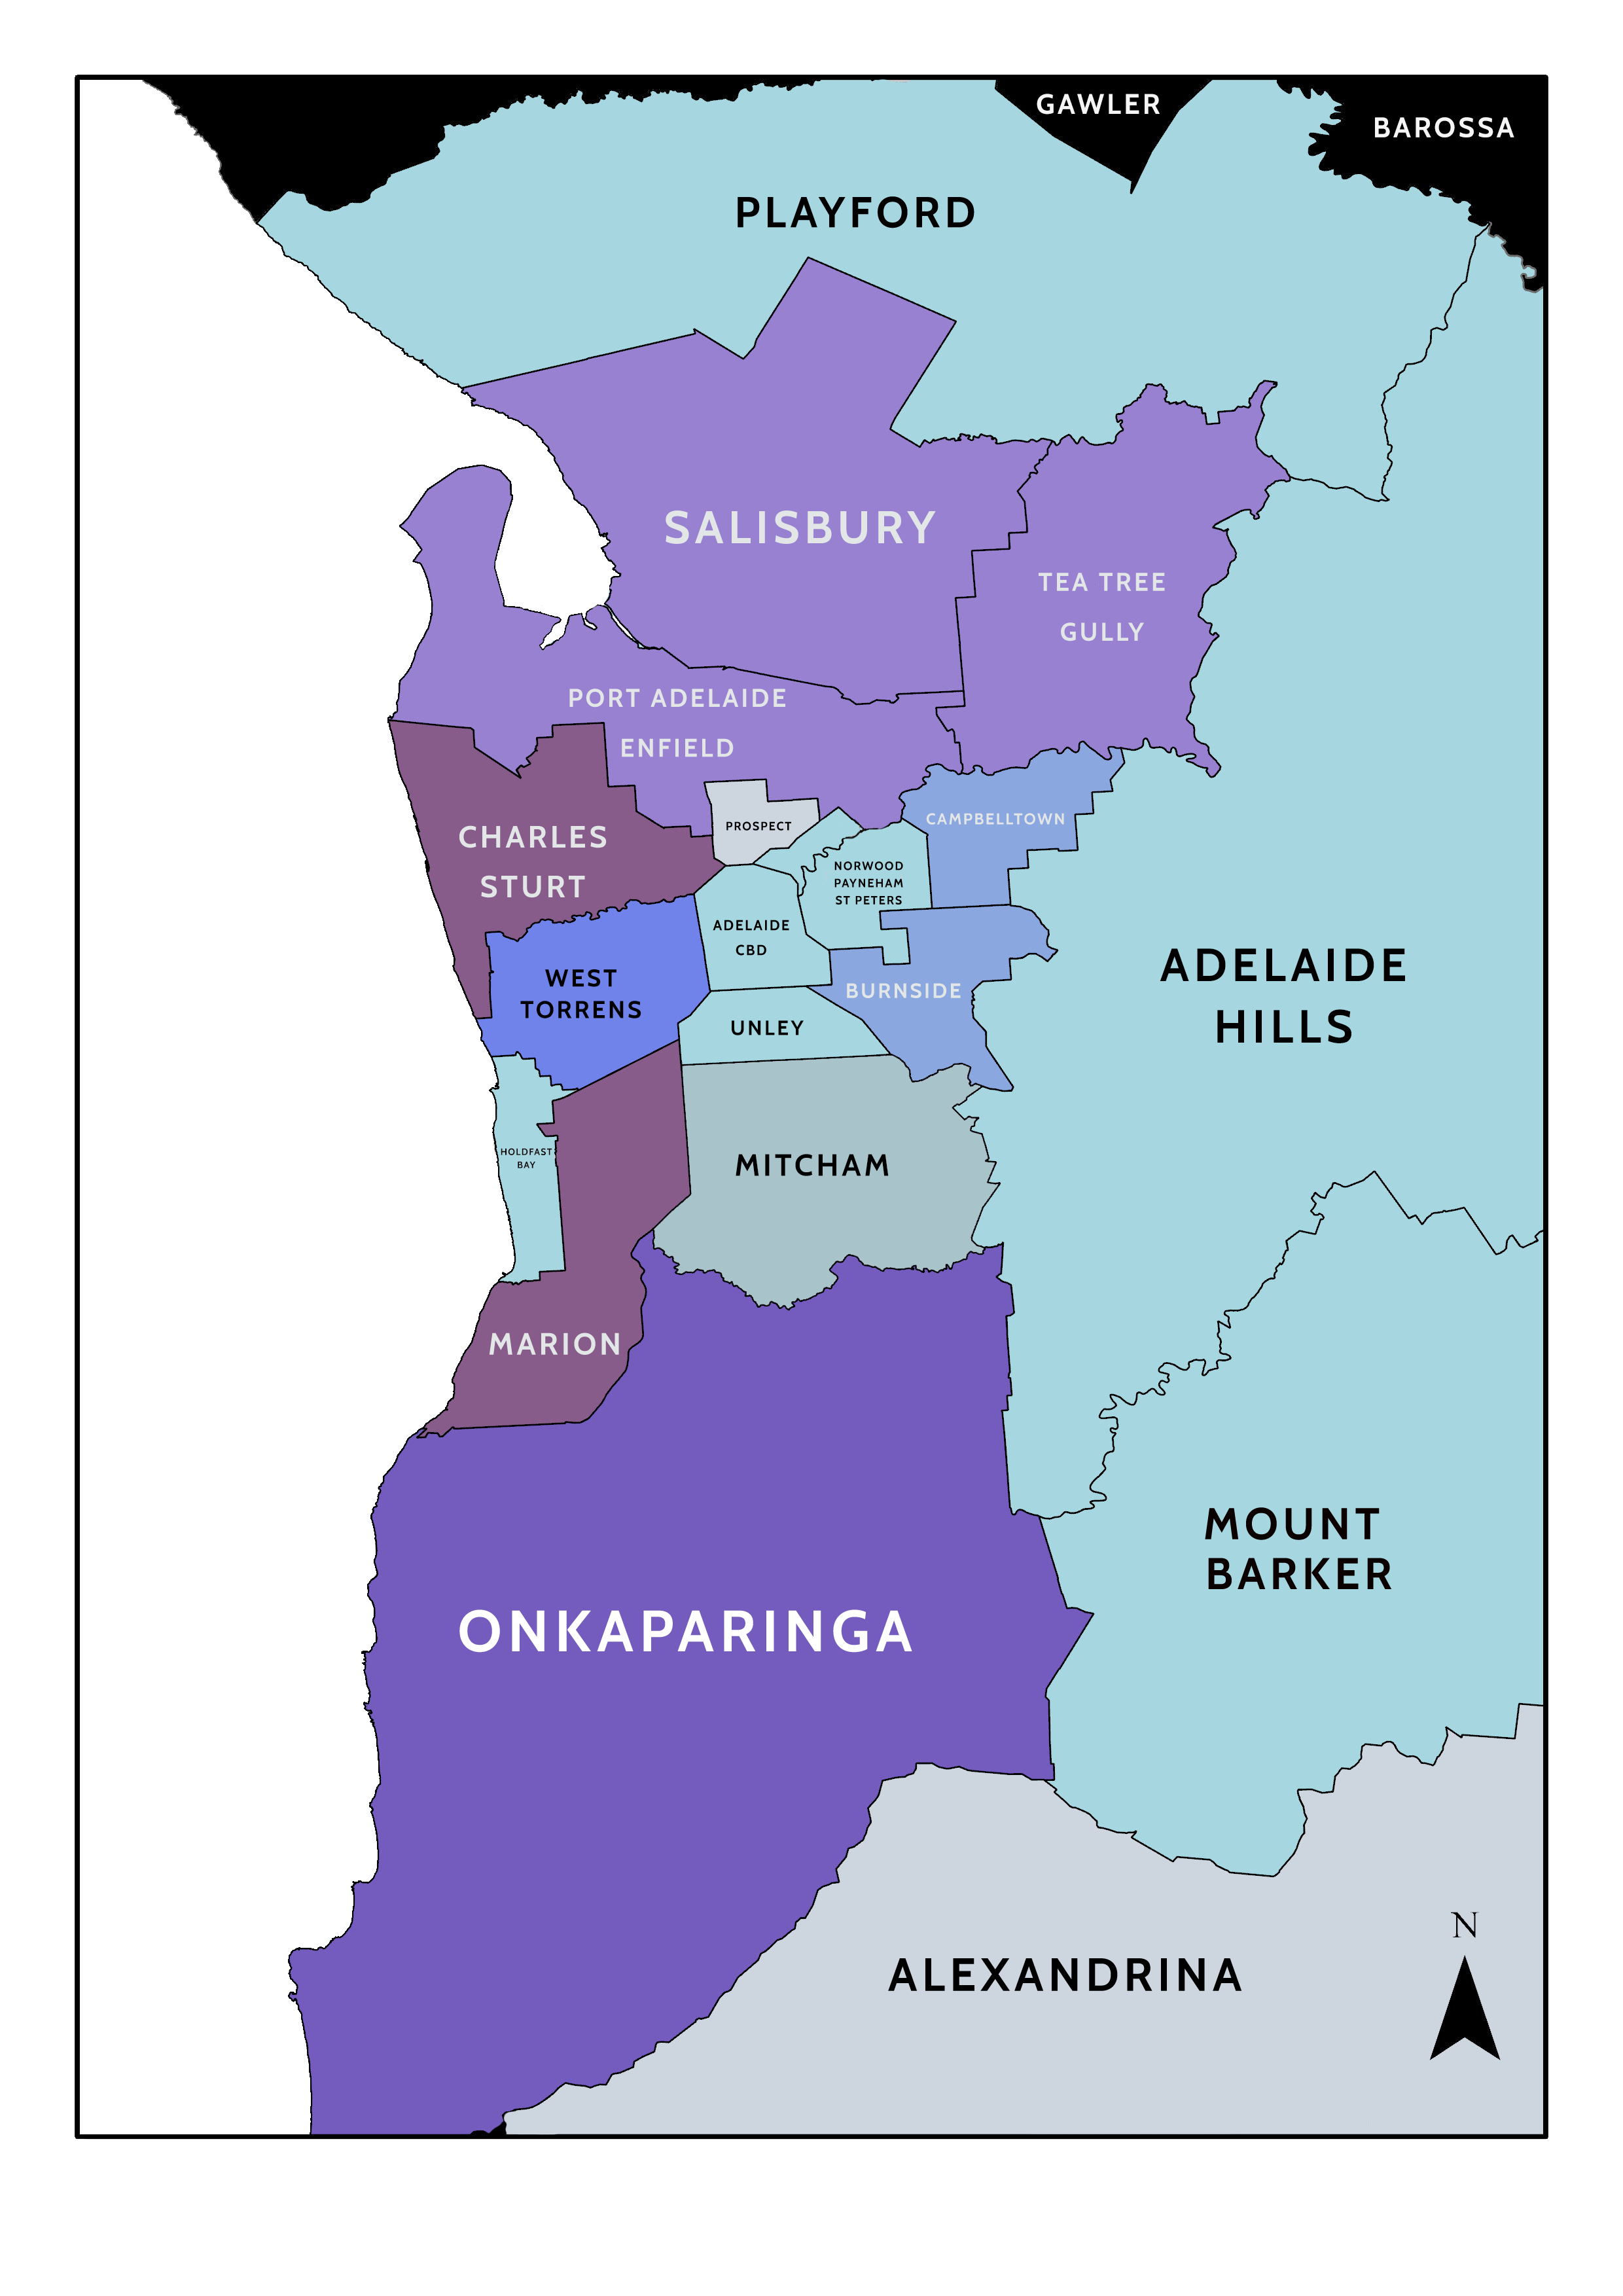 GAWLER
BAROSSA
PLAYFORD
SALISBURY
TEA TREE
GULLY
PORT ADELAIDE
ENFIELD
PROSPECT
CAMPBELLTOWN
CHARLES
STURT
NORWOOD
PAYNEHAM
ST PETERS
ADELAIDE
CBD
ADELAIDE
HILLS
WEST
TORRENS
BURNSIDE
UNLEY
HOLDFAST
BAY
MITCHAM
MARION
MOUNT
BARKER
ONKAPARINGA
N
ALEXANDRINA